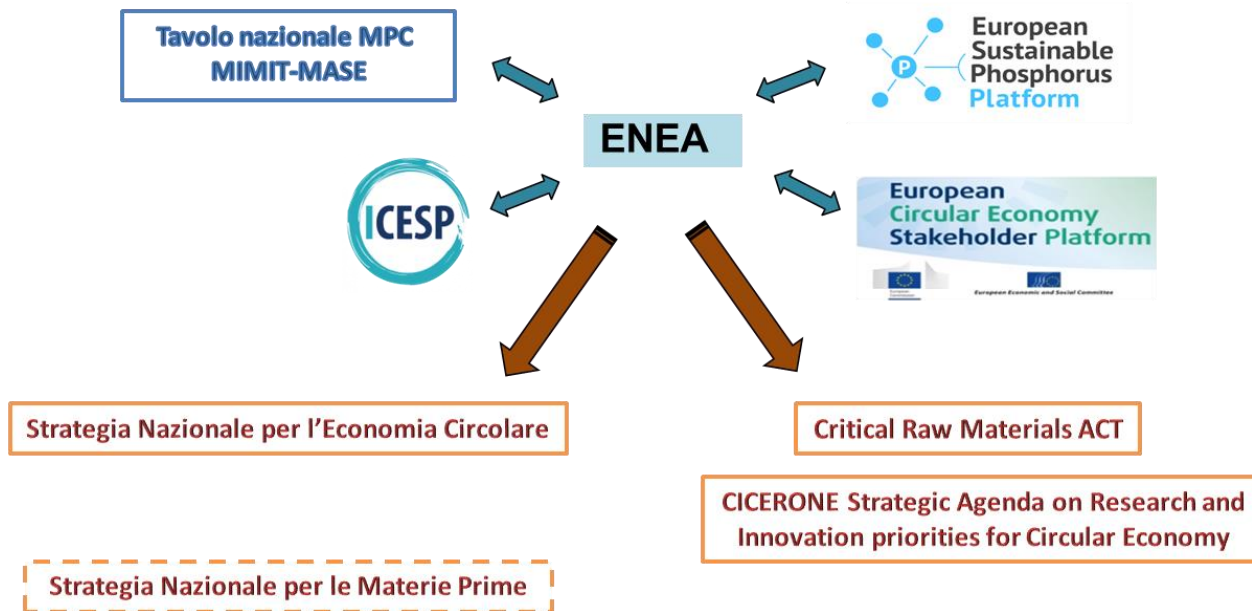 Tavolo nazionale MPC
MIMIT-MASE
European
Sustainable
Phosphorus
Platform
P
ENEA
ICESP
European
Circular Economy
Stakeholder Platform
European
Commission
European Economic and Social Committee
Strategia Nazionale per l'Economia Circolare
Critical Raw Materials ACT
CICERONE Strategic Agenda on Research and
Innovation priorities for Circular Economy
Strategia Nazionale per le Materie Prime